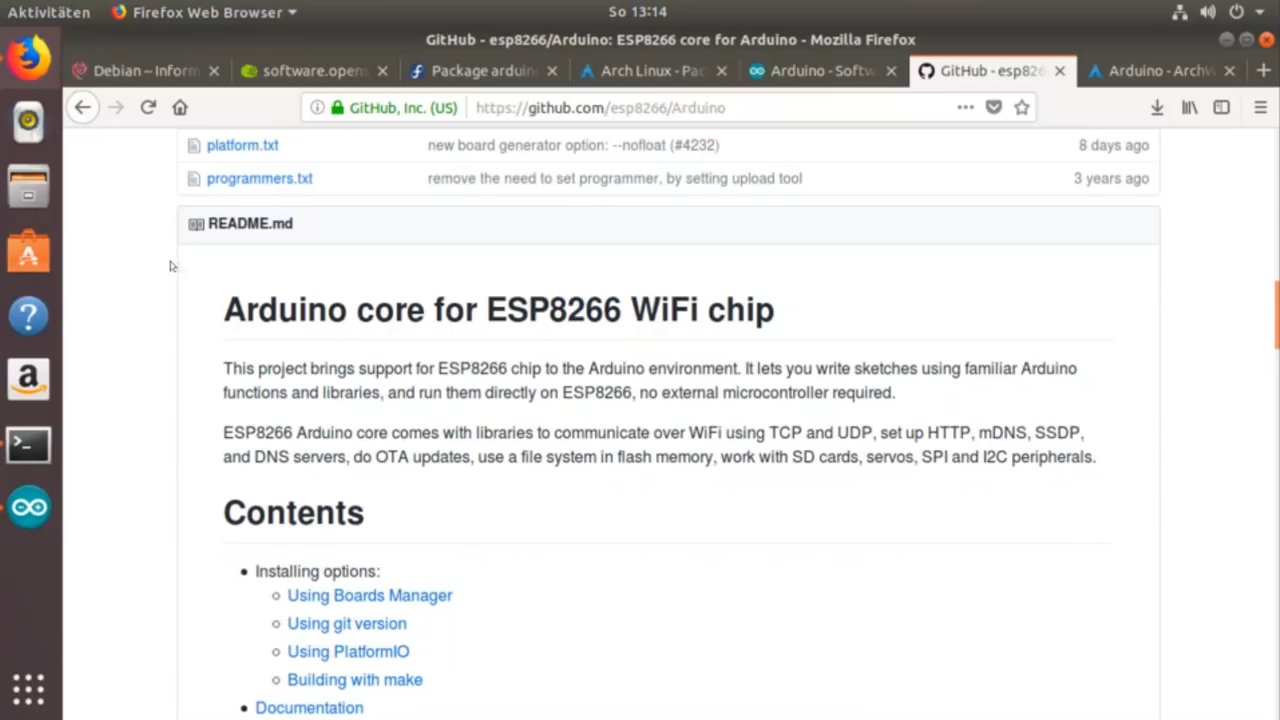 Aktivitäten Firefox Web Browser So 13:14
GitHub - esp8266/Arduino: ESP8266 core for Arduino - Mozilla Firefox
Debian – Inform software.opens Package arduin Arch Linux - Pac Arduino - Softw GitHub - esp826 Arduino - ArchW
GitHub, Inc. (US) https://github.com/esp8266/Arduino
platform.txt new board generator option: --nofloat (#4232) 8 days ago
programmers.txt remove the need to set programmer, by setting upload tool 3 years ago
README.md
Arduino core for ESP8266 WiFi chip
This project brings support for ESP8266 chip to the Arduino environment. It lets you write sketches using familiar Arduino
functions and libraries, and run them directly on ESP8266, no external microcontroller required.
ESP8266 Arduino core comes with libraries to communicate over WiFi using TCP and UDP, set up HTTP, mDNS, SSDP,
and DNS servers, do OTA updates, use a file system in flash memory, work with SD cards, servos, SPI and I2C peripherals.
Contents
Installing options:
Using Boards Manager
Using git version
Using PlatformIO
Building with make
Documentation